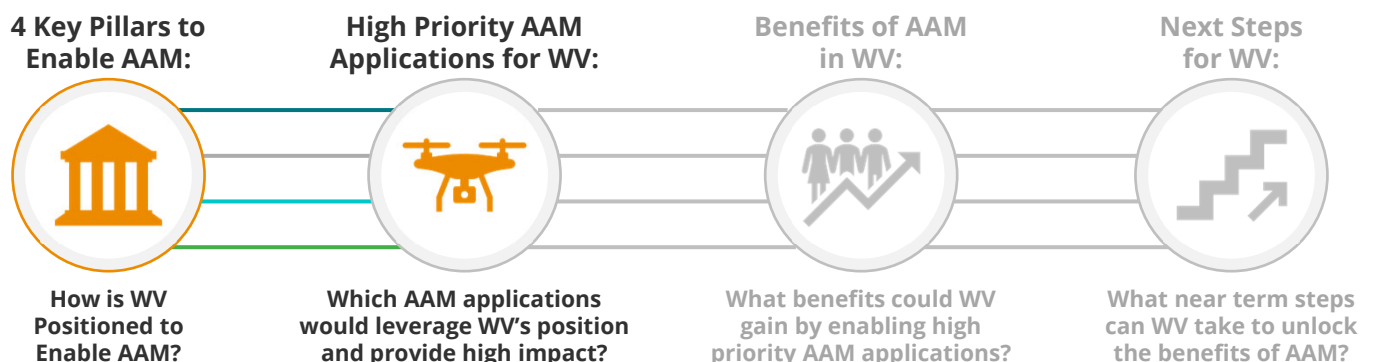 4 Key Pillars to
Enable AAM:
High Priority AAM
Applications for WV:
Benefits of AAM
in WV:
Next Steps
for WV:
How is WV
Positioned to
Enable AAM?
Which AAM applications
would leverage WV’s position
and provide high impact?
What benefits could WV
gain by enabling high
priority AAM applications?
What near term steps
can WV take to unlock
the benefits of AAM?